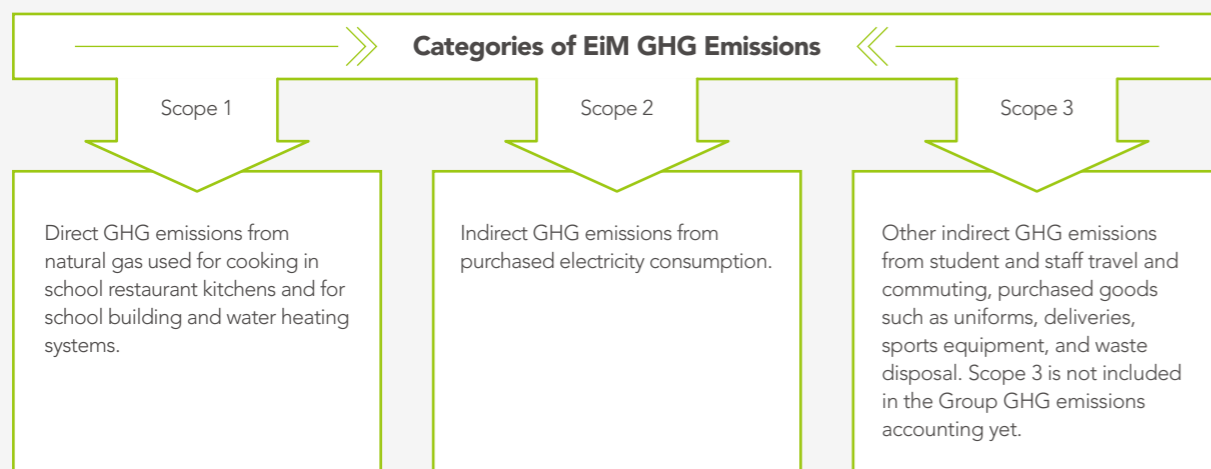 Categories of EiM GHG Emissions
Scope 1
Scope 2
Scope 3
Direct GHG emissions from
natural gas used for cooking in
school restaurant kitchens and for
school building and water heating
systems.
Indirect GHG emissions from
purchased electricity consumption.
Other indirect GHG emissions
from student and staff travel and
commuting, purchased goods
such as uniforms, deliveries,
sports equipment, and waste
disposal. Scope 3 is not included
in the Group GHG emissions
accounting yet.